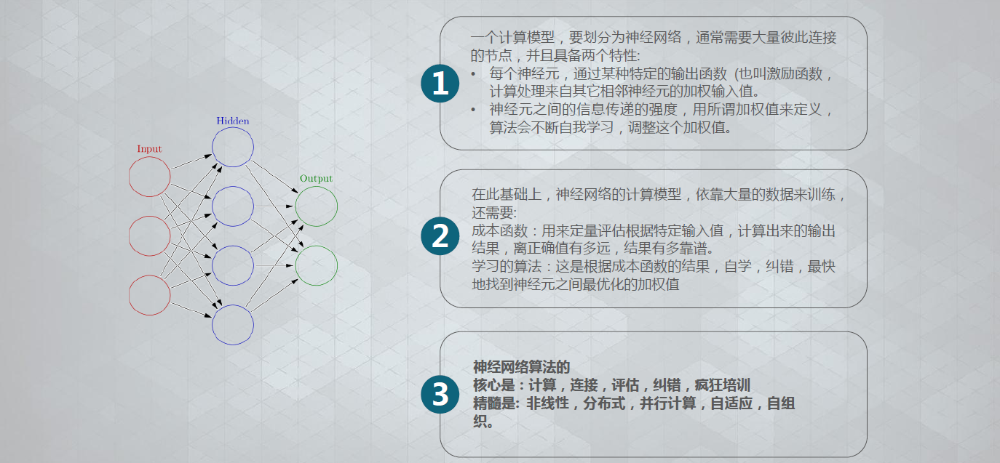 Hidden
Input
Output
1
一个计算模型，要划分为神经网络，通常需要大量彼此连接
的节点，并且具备两个特性:
• 每个神经元，通过某种特定的输出函数 (也叫激励函数，
计算处理来自其它相邻神经元的加权输入值。
• 神经元之间的信息传递的强度，用所谓加权值来定义，
算法会不断自我学习，调整这个加权值。
2
在此基础上，神经网络的计算模型，依靠大量的数据来训练，
还需要:
成本函数：用来定量评估根据特定输入值，计算出来的输出
结果，离正确值有多远，结果有多靠谱。
学习的算法：这是根据成本函数的结果，自学，纠错，最快
地找到神经元之间最优化的加权值
3
神经网络算法的
核心是：计算，连接，评估，纠错，疯狂培训
精髓是: 非线性，分布式，并行计算，自适应，自组
织。